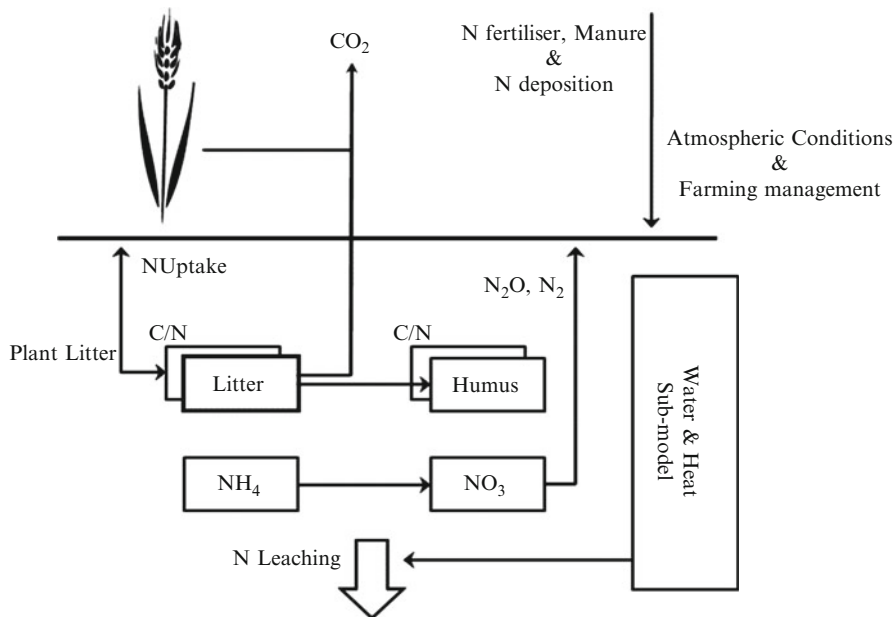 CO₂
N fertiliser, Manure
&
N deposition
Atmospheric Conditions
&
Farming management
NUptake
N₂O, N₂
C/N
C/N
Plant Litter
Litter
Humus
Water & Heat
Sub-model
NH₄
NO₃
N Leaching